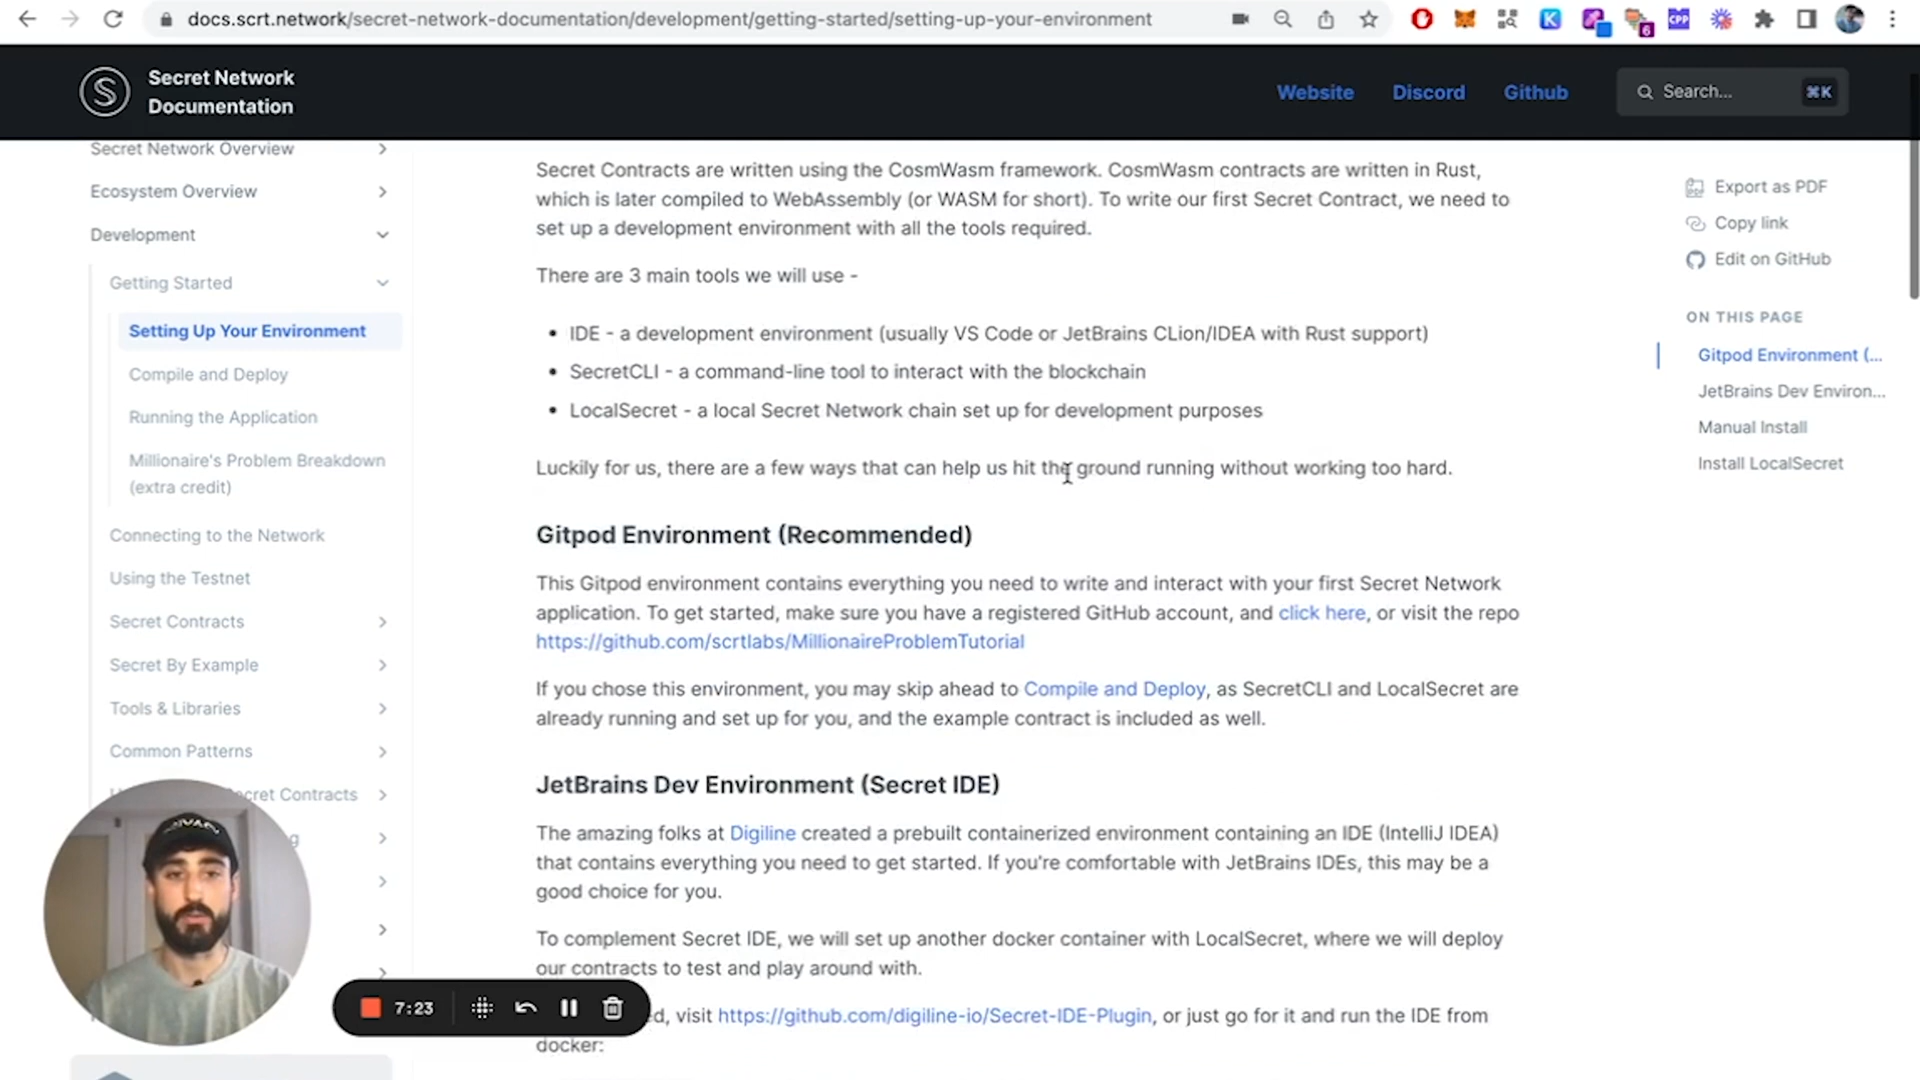 docs.scrt.network/secret-network-documentation/development/getting-started/setting-up-your-environment
6
CPP
Secret Network
Documentation
Website
Discord
Github
Search...
⌘K
Secret Network Overview
Ecosystem Overview
Development
Getting Started
Setting Up Your Environment
Compile and Deploy
Running the Application
Millionaire's Problem Breakdown
(extra credit)
Connecting to the Network
Using the Testnet
Secret Contracts
Secret By Example
Tools & Libraries
Common Patterns
cret Contracts
g
Secret Contracts are written using the CosmWasm framework. CosmWasm contracts are written in Rust,
which is later compiled to WebAssembly (or WASM for short). To write our first Secret Contract, we need to
set up a development environment with all the tools required.
There are 3 main tools we will use -
• IDE - a development environment (usually VS Code or JetBrains CLion/IDEA with Rust support)
• SecretCLI - a command-line tool to interact with the blockchain
• LocalSecret - a local Secret Network chain set up for development purposes
Luckily for us, there are a few ways that can help us hit the ground running without working too hard.
Gitpod Environment (Recommended)
This Gitpod environment contains everything you need to write and interact with your first Secret Network
application. To get started, make sure you have a registered GitHub account, and click here, or visit the repo
https://github.com/scrtlabs/MillionaireProblemTutorial
If you chose this environment, you may skip ahead to Compile and Deploy, as SecretCLI and LocalSecret are
already running and set up for you, and the example contract is included as well.
JetBrains Dev Environment (Secret IDE)
The amazing folks at Digiline created a prebuilt containerized environment containing an IDE (IntelliJ IDEA)
that contains everything you need to get started. If you're comfortable with JetBrains IDEs, this may be a
good choice for you.
To complement Secret IDE, we will set up another docker container with LocalSecret, where we will deploy
our contracts to test and play around with.
ed, visit https://github.com/digiline-io/Secret-IDE-Plugin, or just go for it and run the IDE from
docker:
7:23
Export as PDF
Copy link
Edit on GitHub
ON THIS PAGE
Gitpod Environment (...
JetBrains Dev Environ...
Manual Install
Install LocalSecret